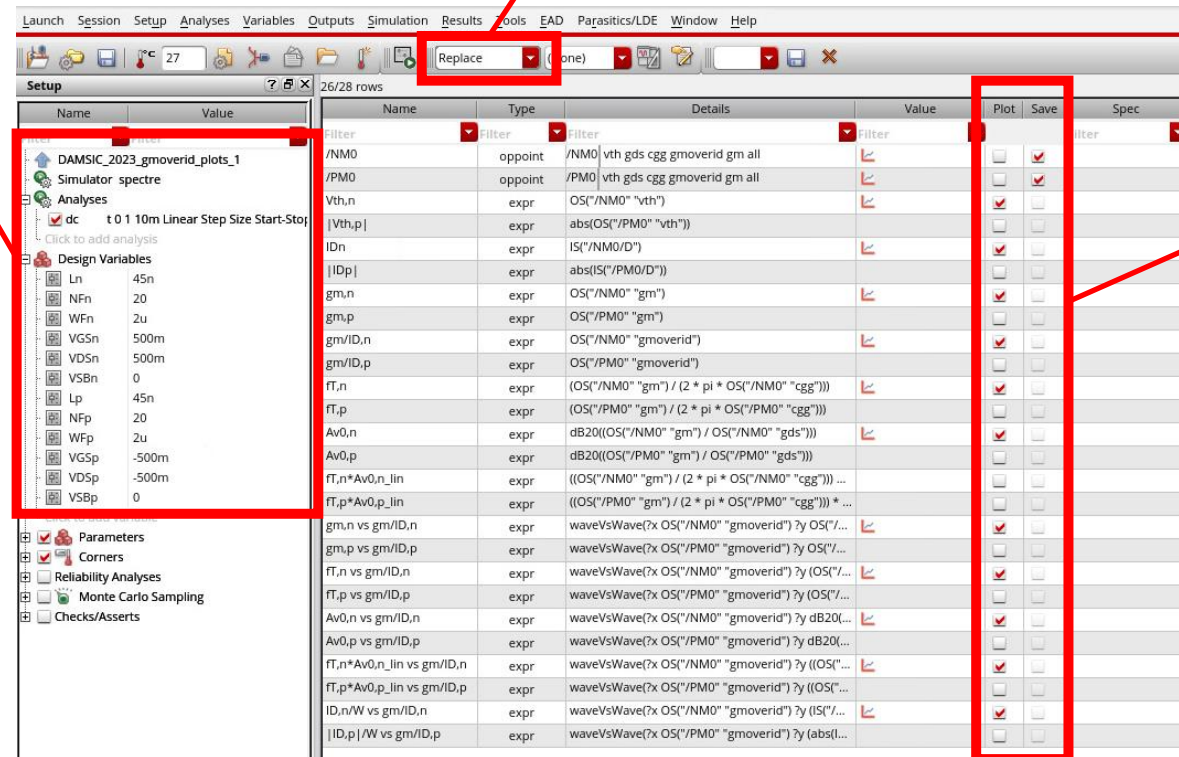 Launch Session Setup Analyses Variables Outputs Simulation Results Tools EAD Parasitics/LDE Window Help
°C 27 Replace
Setup 26/28 rows
Name Value Name Type Details Value Plot Save Spec
Filter Filter Filter Filter
DAMSIC_2023_gmoverid_plots_1
Simulator spectre
Analyses
dc t 0 1 10m Linear Step Size Start-Stop
Click to add analysis
Design Variables
Ln 45n
NFn 20
WFn 2u
VGSn 500m
VDSn 500m
VSBn 0
Lp 45n
NFp 20
WFp 2u
VGSp -500m
VDSp -500m
VSBp 0
Click to add variable
Parameters
Corners
Reliability Analyses
Monte Carlo Sampling
Checks/Asserts
/NM0 oppoint /NM0 vth gds cgg gmoverid gm all
/PM0 oppoint /PM0 vth gds cgg gmoverid gm all
Vth,n expr OS("/NM0" "vth")
|Vth,p| expr abs(OS("/PM0" "vth"))
IDn expr IS("/NM0/D")
|IDp| expr abs(IS("/PM0/D"))
gm,n expr OS("/NM0" "gm")
gm,p expr OS("/PM0" "gm")
gm/ID,n expr OS("/NM0" "gmoverid")
gm/ID,p expr OS("/PM0" "gmoverid")
fT,n expr (OS("/NM0" "gm") / (2 * pi * OS("/NM0" "cgg")))
fT,p expr (OS("/PM0" "gm") / (2 * pi * OS("/PM0" "cgg")))
Av0,n expr dB20((OS("/NM0" "gm") / OS("/NM0" "gds")))
Av0,p expr dB20((OS("/PM0" "gm") / OS("/PM0" "gds")))
fT,n*Av0,n_lin expr ((OS("/NM0" "gm") / (2 * pi * OS("/NM0" "cgg"))) ...
fT,p*Av0,p_lin expr ((OS("/PM0" "gm") / (2 * pi * OS("/PM0" "cgg"))) * ...
gm,n vs gm/ID,n expr waveVsWave(?x OS("/NM0" "gmoverid") ?y OS("/...
gm,p vs gm/ID,p expr waveVsWave(?x OS("/PM0" "gmoverid") ?y OS("/...
fT,n vs gm/ID,n expr waveVsWave(?x OS("/NM0" "gmoverid") ?y (OS("/...
fT,p vs gm/ID,p expr waveVsWave(?x OS("/PM0" "gmoverid") ?y (OS("/...
Av0,n vs gm/ID,n expr waveVsWave(?x OS("/NM0" "gmoverid") ?y dB20(...
Av0,p vs gm/ID,p expr waveVsWave(?x OS("/PM0" "gmoverid") ?y dB20(...
fT,n*Av0,n_lin vs gm/ID,n expr waveVsWave(?x OS("/NM0" "gmoverid") ?y ((OS("...
fT,p*Av0,p_lin vs gm/ID,p expr waveVsWave(?x OS("/PM0" "gmoverid") ?y ((OS("...
ID,n/W vs gm/ID,n expr waveVsWave(?x OS("/NM0" "gmoverid") ?y (IS("/...
|ID,p|/W vs gm/ID,p expr waveVsWave(?x OS("/PM0" "gmoverid") ?y (abs(I...